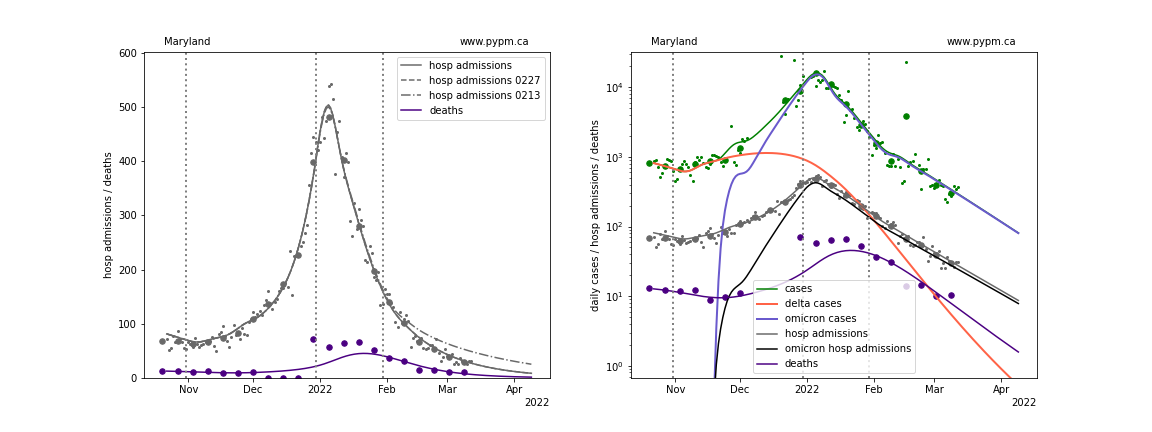 Maryland
www.pypm.ca
hosp admissions / deaths
600
500
400
300
200
100
0
hosp admissions
hosp admissions 0227
hosp admissions 0213
deaths
Nov
Dec
2022
Feb
Mar
Apr
2022
Maryland
www.pypm.ca
daily cases / hosp admissions / deaths
10⁴
10³
10²
10¹
10⁰
cases
delta cases
omicron cases
hosp admissions
omicron hosp admissions
deaths
Nov
Dec
2022
Feb
Mar
Apr
2022